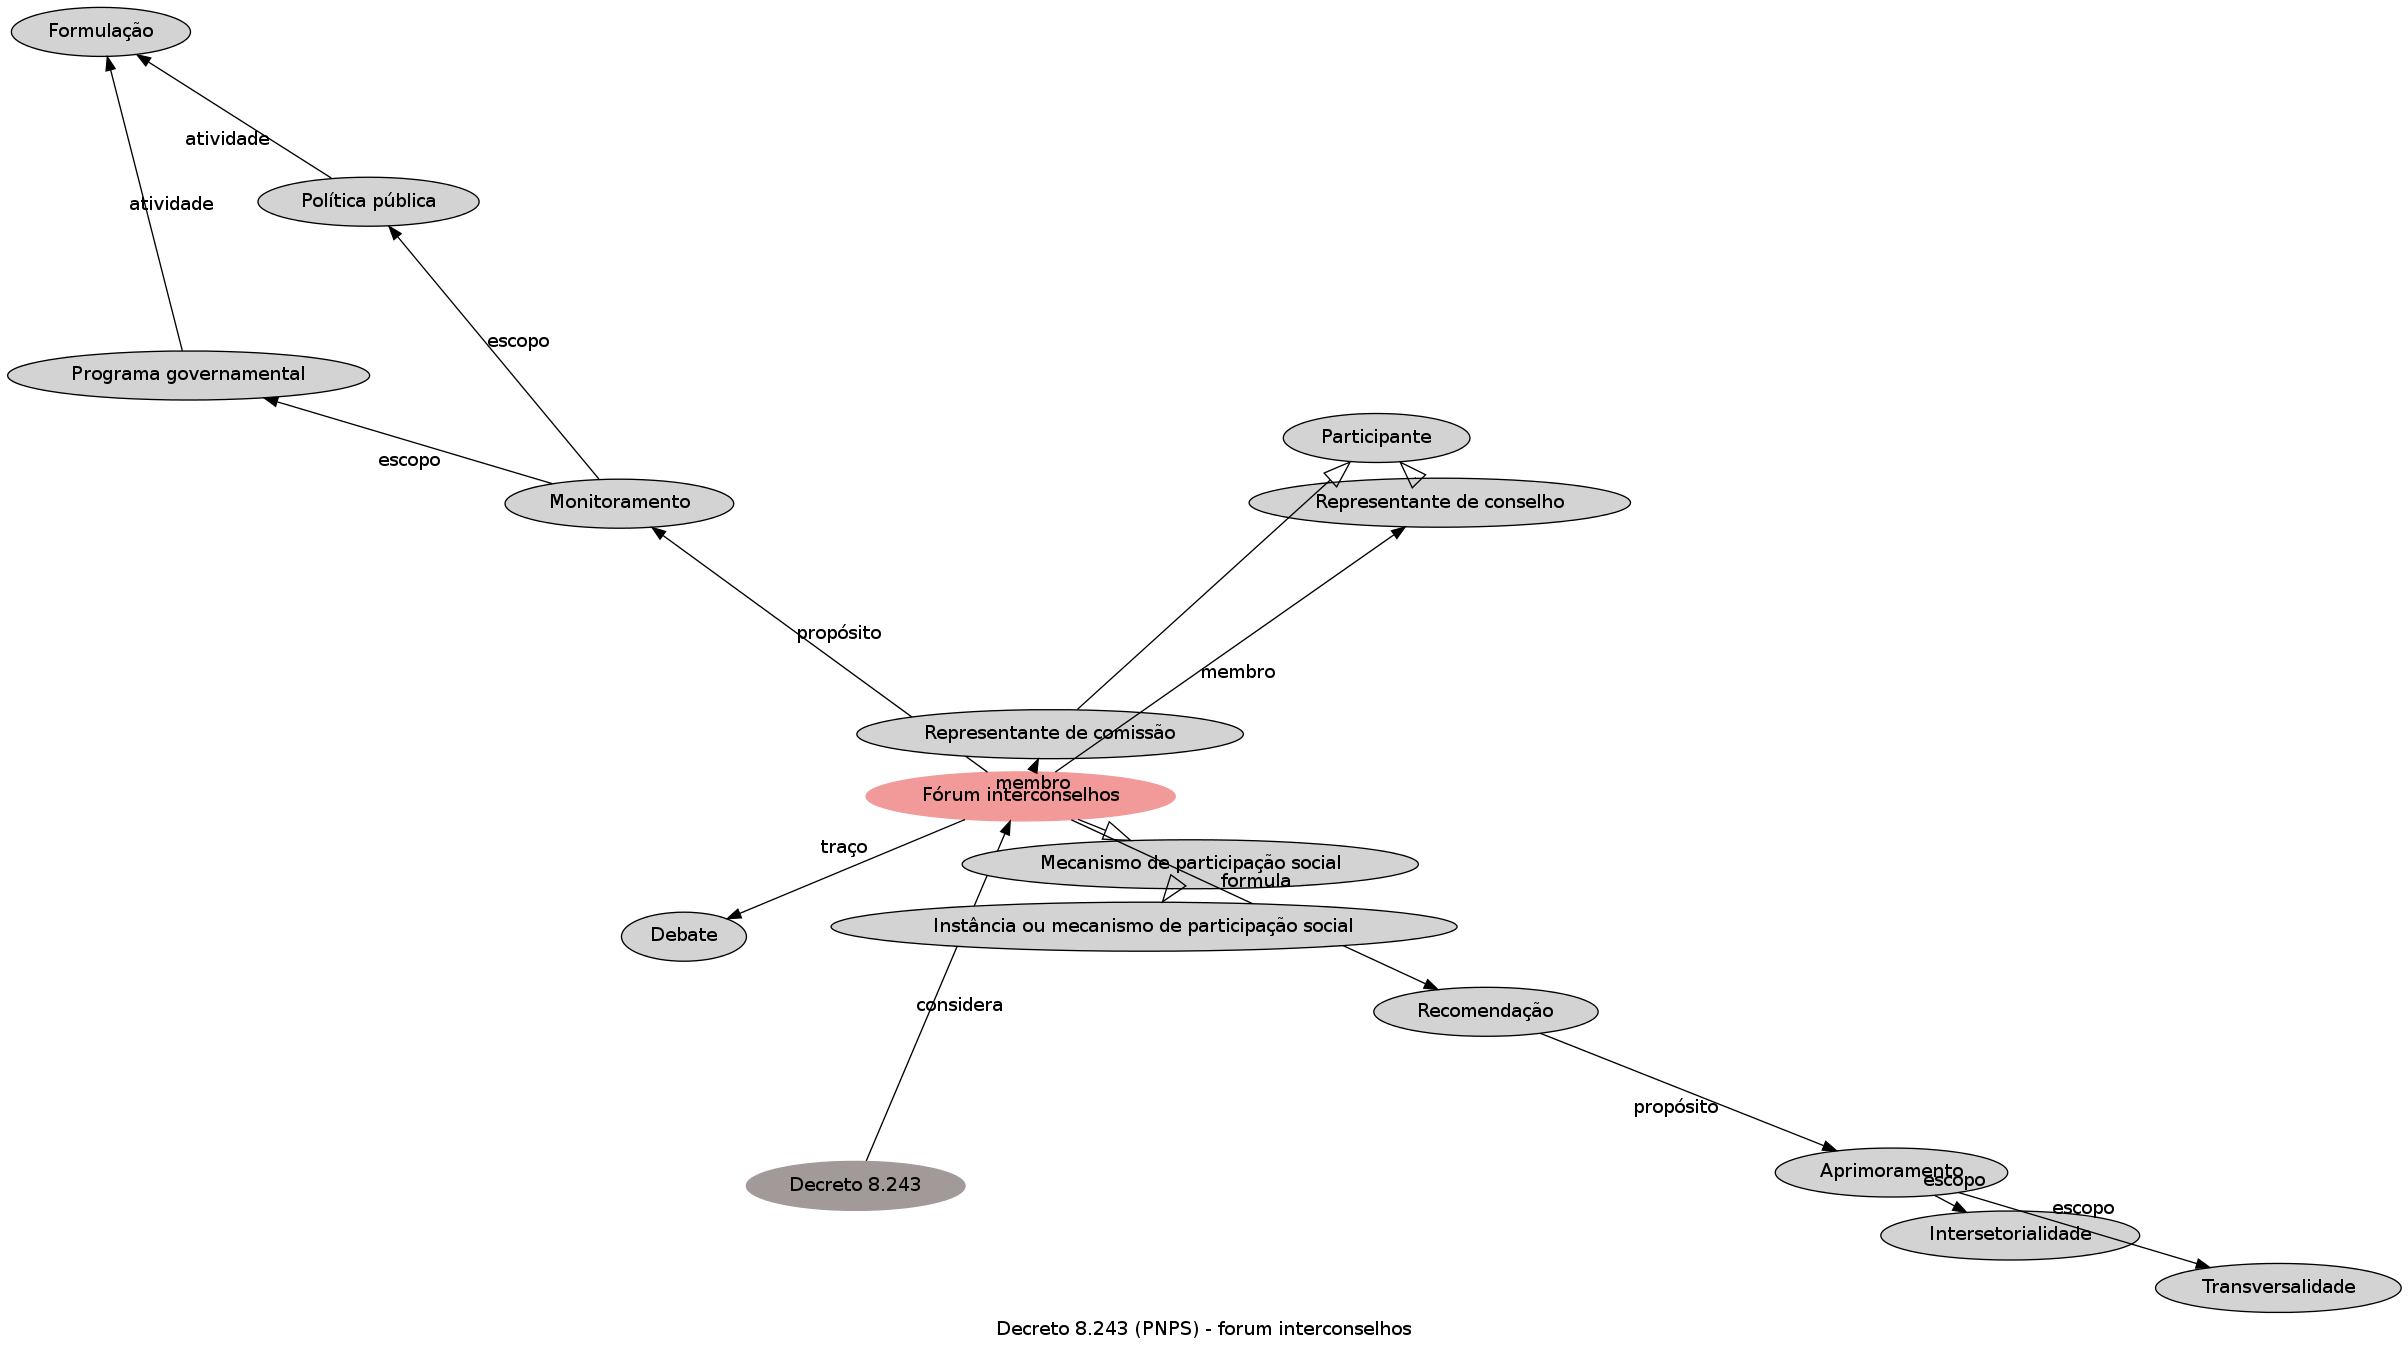 Formulação
atividade
Política pública
atividade
escopo
Programa governamental
Participante
escopo
Monitoramento
Representante de conselho
propósito
membro
Representante de comissão
membro
Fórum interconselhos
traço
Mecanismo de participação social
formula
Debate
Instância ou mecanismo de participação social
considera
Recomendação
propósito
Aprimoramento
escopo
Decreto 8.243
escopo
Intersetorialidade
Transversalidade
Decreto 8.243 (PNPS) - forum interconselhos